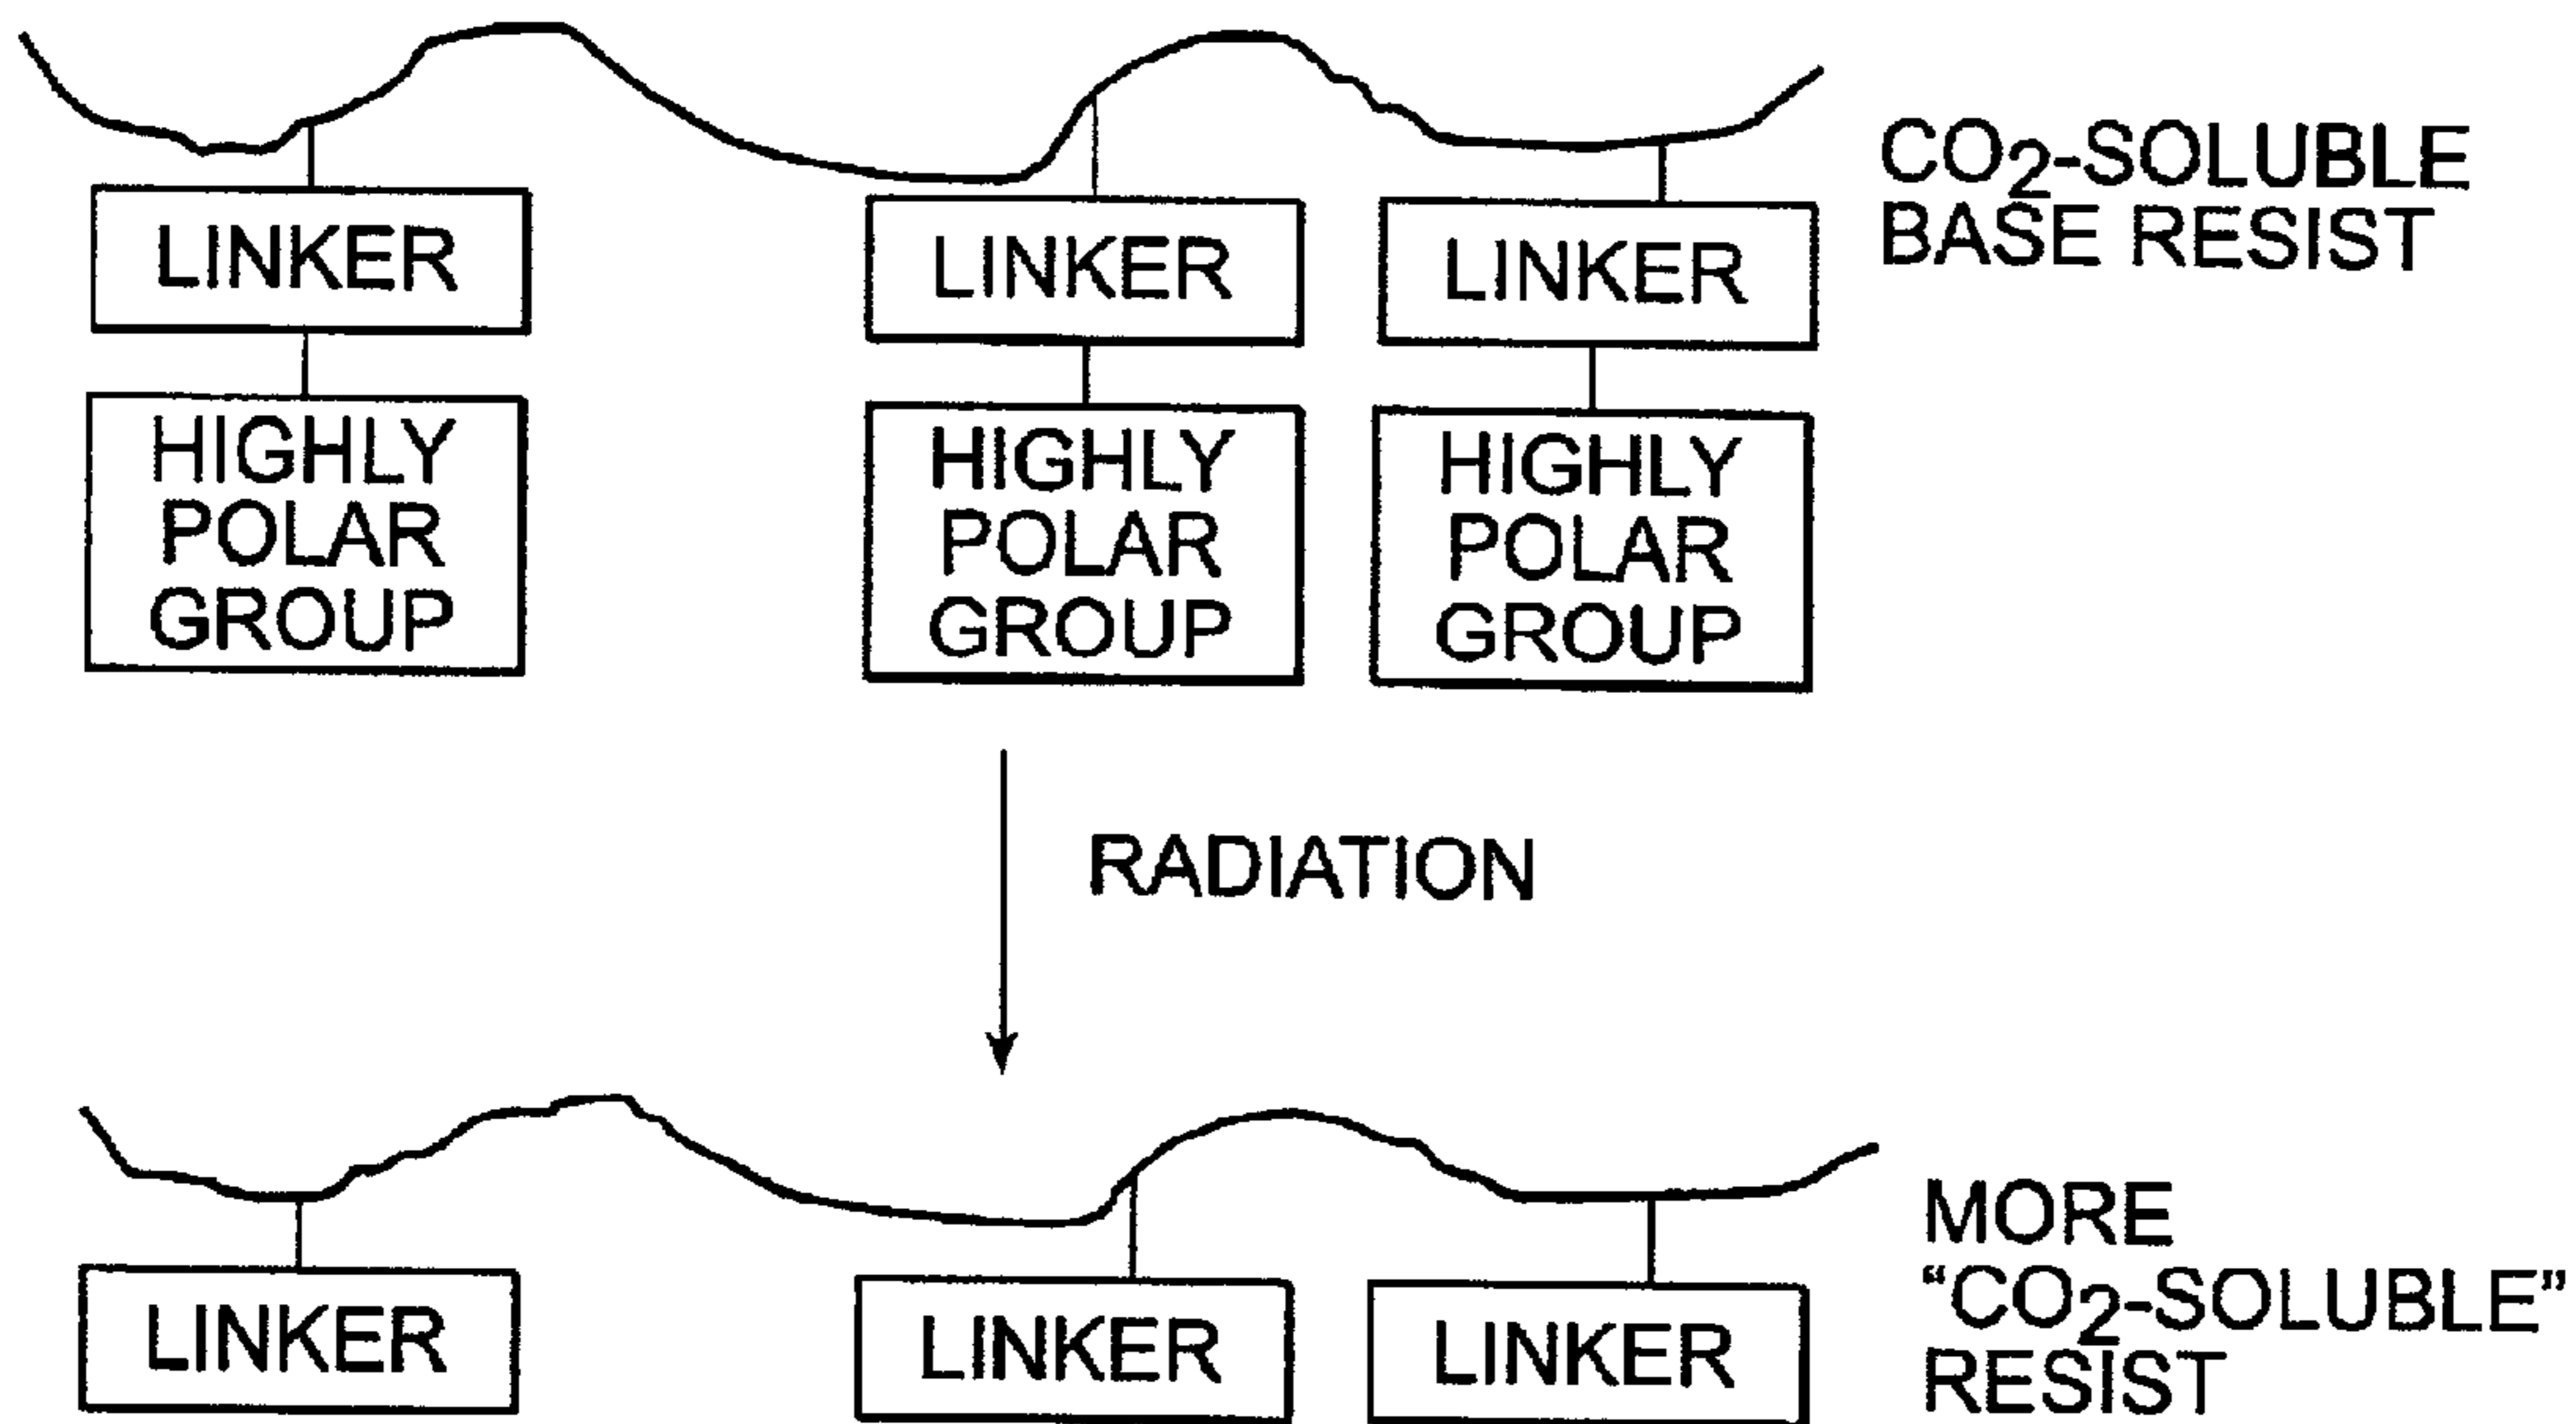 CO2-SOLUBLE
BASE RESIST
LINKER
LINKER
LINKER
HIGHLY
POLAR
GROUP
HIGHLY
POLAR
GROUP
HIGHLY
POLAR
GROUP
RADIATION
MORE
“CO2-SOLUBLE”
RESIST
LINKER
LINKER
LINKER